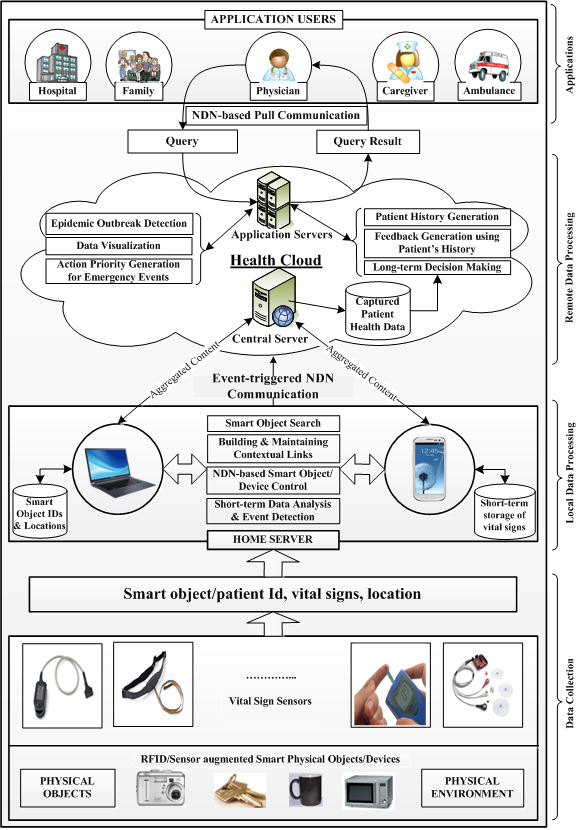 APPLICATION USERS
Hospital
Family
Physician
Caregiver
Ambulance
Applications
NDN-based Pull Communication
Query
Query Result
Epidemic Outbreak Detection
Data Visualization
Action Priority Generation
for Emergency Events
Application Servers
Patient History Generation
Feedback Generation using
Patient's History
Long-term Decision Making
Health Cloud
Central Server
Captured
Patient
Health Data
Remote Data Processing
Aggregated Content
Aggregated Content
Event-triggered NDN
Communication
Smart Object Search
Building & Maintaining
Contextual Links
NDN-based Smart Object/
Device Control
Short-term Data Analysis
& Event Detection
HOME SERVER
Smart
Object IDs
& Locations
12:45
Short-term
storage of
vital signs
Local Data Processing
Smart object/patient Id, vital signs, location
Vital Sign Sensors
Data Collection
RFID/Sensor augmented Smart Physical Objects/Devices
PHYSICAL
OBJECTS
PHYSICAL
ENVIRONMENT